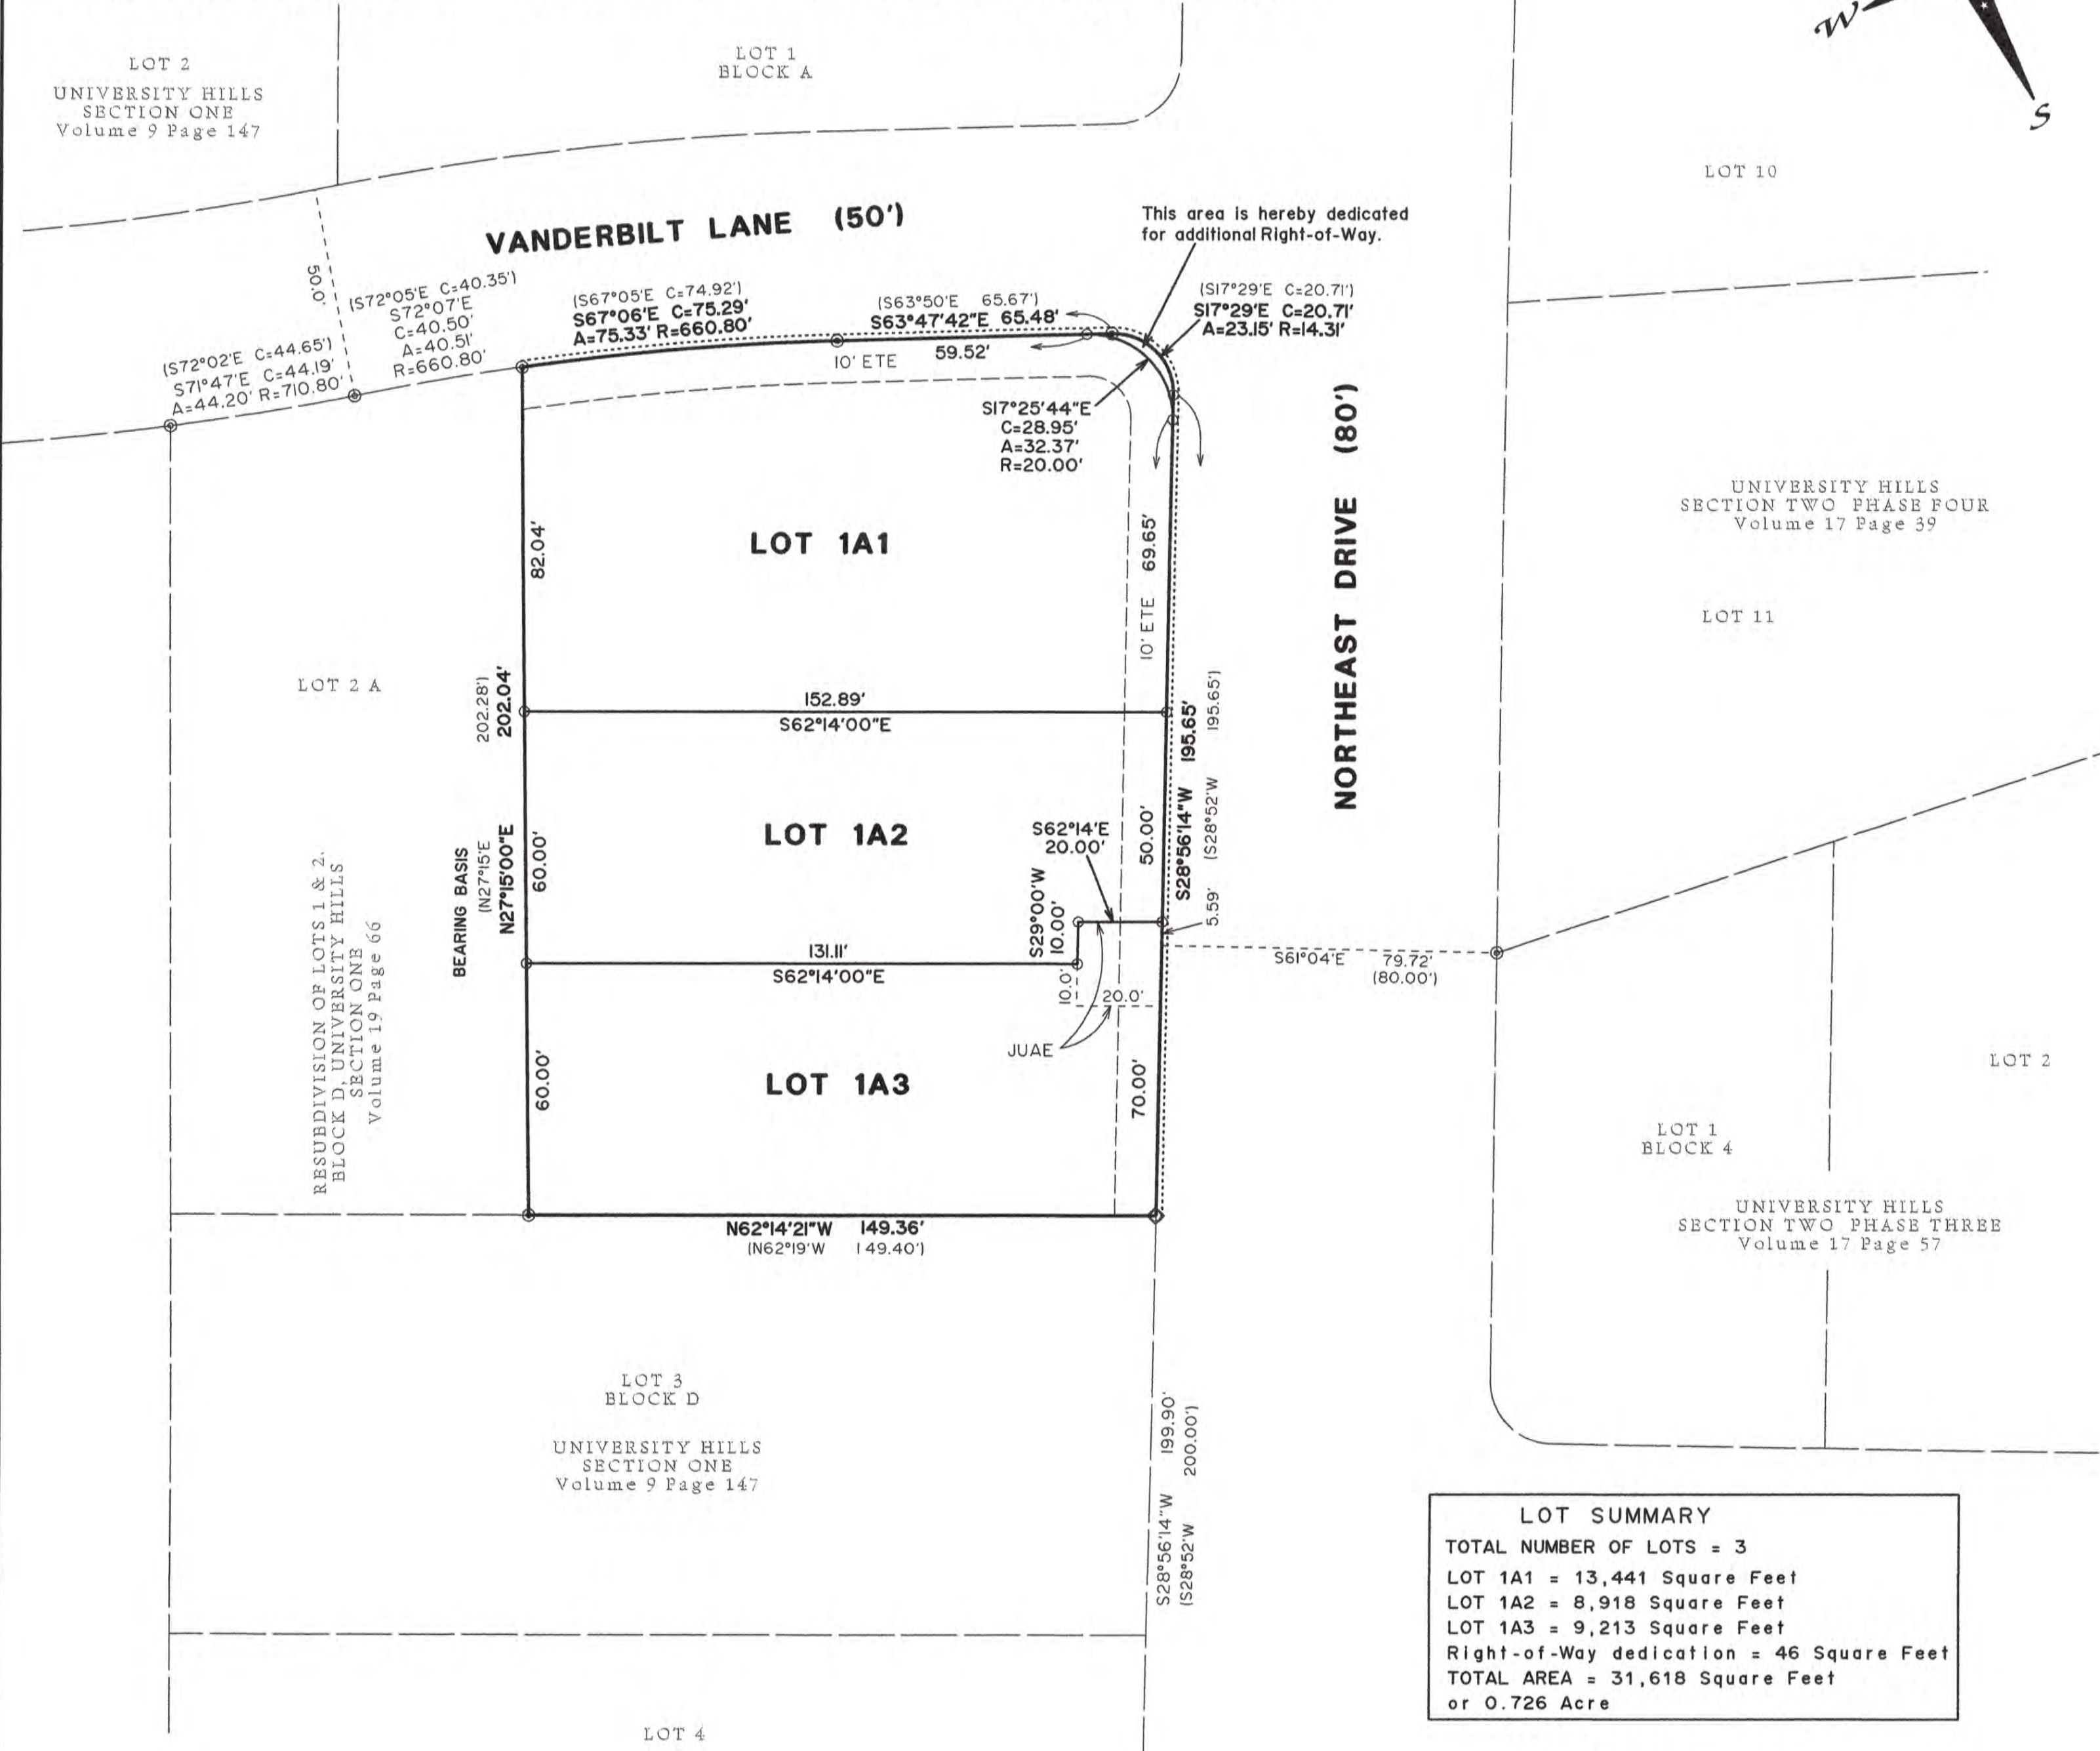 W
S
LOT 2
UNIVERSITY HILLS
SECTION ONE
Volume 9 Page 147
LOT 1
BLOCK A
LOT 10
VANDERBILT LANE (50')
This area is hereby dedicated
for additional Right-of-Way.
50.0'
(S72°02'E C=44.65')
S71°47'E C=44.19'
A=44.20' R=710.80'
(S72°05'E C=40.35')
S72°07'E
C=40.50'
A=40.51'
R=660.80'
(S67°05'E C=74.92')
S67°06'E C=75.29'
A=75.33' R=660.80'
(S63°50'E 65.67')
S63°47'42"E 65.48'
10' ETE 59.52'
(S17°29'E C=20.71')
S17°29'E C=20.71'
A=23.15' R=14.31'
S17°25'44"E
C=28.95'
A=32.37'
R=20.00'
NORTHEAST DRIVE (80')
UNIVERSITY HILLS
SECTION TWO PHASE FOUR
Volume 17 Page 39
LOT 11
LOT 1A1
82.04'
10' ETE 69.65'
LOT 2 A
152.89'
S62°14'00"E
BEARING BASIS
(N27°15'E 202.28')
N27°15'00"E 202.04'
S28°56'14"W 195.65'
(S28°52'W 195.65')
5.59'
LOT 1A2
60.00'
50.00'
S62°14'E
20.00'
S29°00'W
10.00'
131.11'
S62°14'00"E
10.0'
20.0'
JUAE
S61°04'E 79.72'
(80.00')
RESUBDIVISION OF LOTS 1 & 2,
BLOCK D, UNIVERSITY HILLS
SECTION ONE
Volume 19 Page 66
LOT 1A3
60.00'
70.00'
LOT 2
LOT 1
BLOCK 4
UNIVERSITY HILLS
SECTION TWO PHASE THREE
Volume 17 Page 57
N62°14'21"W 149.36'
(N62°19'W 149.40')
LOT 3
BLOCK D
UNIVERSITY HILLS
SECTION ONE
Volume 9 Page 147
S28°56'14"W 199.90'
(S28°52'W 200.00')
LOT SUMMARY
TOTAL NUMBER OF LOTS = 3
LOT 1A1 = 13,441 Square Feet
LOT 1A2 = 8,918 Square Feet
LOT 1A3 = 9,213 Square Feet
Right-of-Way dedication = 46 Square Feet
TOTAL AREA = 31,618 Square Feet
or 0.726 Acre
LOT 4